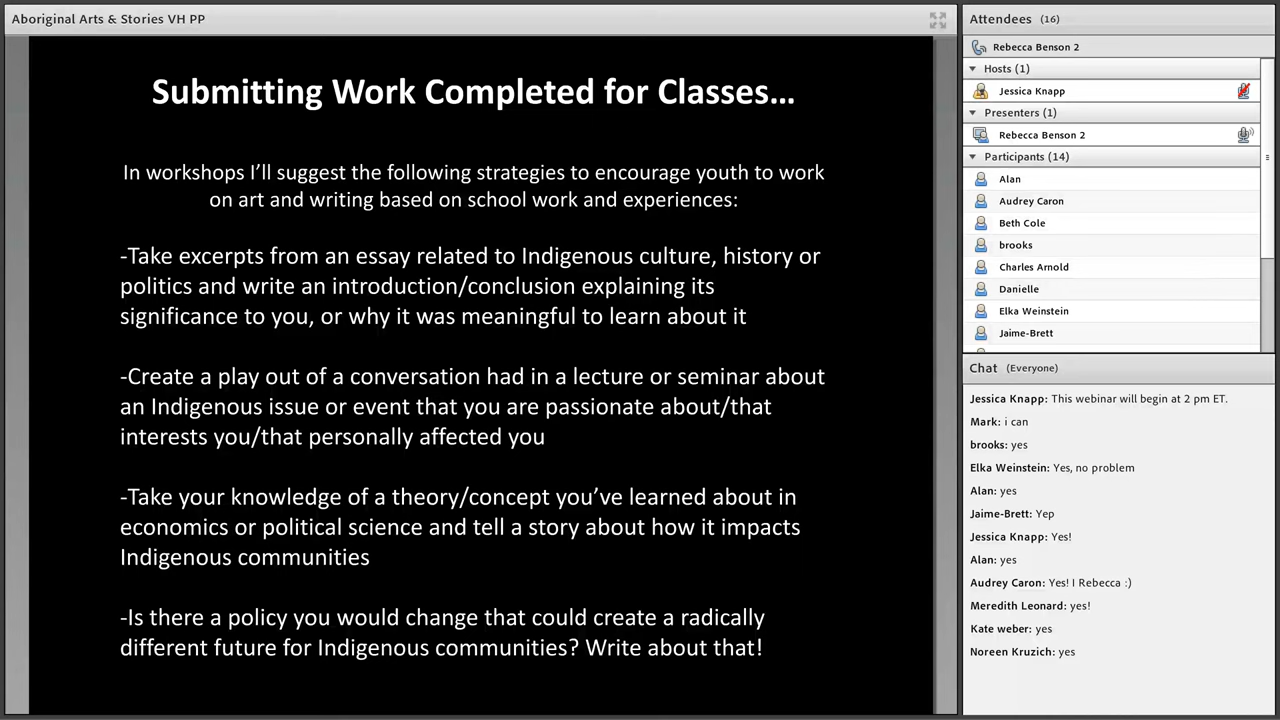 Aboriginal Arts & Stories VH PP
Submitting Work Completed for Classes...
In workshops I'll suggest the following strategies to encourage youth to work
on art and writing based on school work and experiences:
-Take excerpts from an essay related to Indigenous culture, history or
politics and write an introduction/conclusion explaining its
significance to you, or why it was meaningful to learn about it
-Create a play out of a conversation had in a lecture or seminar about
an Indigenous issue or event that you are passionate about/that
interests you/that personally affected you
-Take your knowledge of a theory/concept you've learned about in
economics or political science and tell a story about how it impacts
Indigenous communities
-Is there a policy you would change that could create a radically
different future for Indigenous communities? Write about that!
Attendees (16)
Rebecca Benson 2
Hosts (1)
Jessica Knapp
Presenters (1)
Rebecca Benson 2
Participants (14)
Alan
Audrey Caron
Beth Cole
brooks
Charles Arnold
Danielle
Elka Weinstein
Jaime-Brett
Chat (Everyone)
Jessica Knapp: This webinar will begin at 2 pm ET.
Mark: i can
brooks: yes
Elka Weinstein: Yes, no problem
Alan: yes
Jaime-Brett: Yep
Jessica Knapp: Yes!
Alan: yes
Audrey Caron: Yes! I Rebecca :)
Meredith Leonard: yes!
Kate weber: yes
Noreen Kruzich: yes